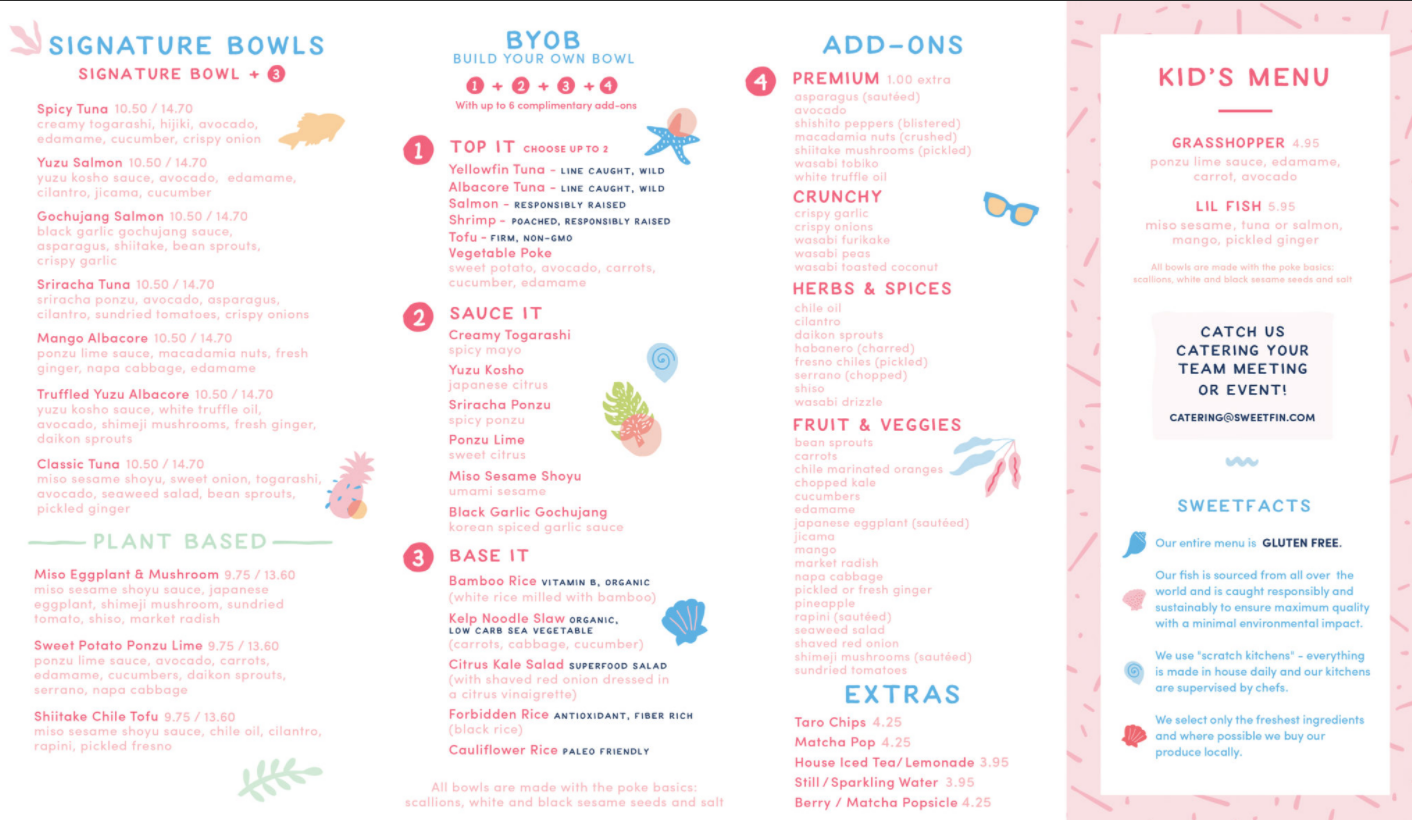 SIGNATURE BOWLS
SIGNATURE BOWL + 3
Spicy Tuna 10.50 / 14.70
creamy togarashi, hijiki, avocado,
edamame, cucumber, crispy onion
Yuzu Salmon 10.50 / 14.70
yuzu kosho sauce, avocado, edamame,
cilantro, jicama, cucumber
Gochujang Salmon 10.50 / 14.70
black garlic gochujang sauce,
asparagus, shiitake, bean sprouts,
crispy garlic
Sriracha Tuna 10.50 / 14.70
sriracha ponzu, avocado, asparagus,
cilantro, sundried tomatoes, crispy onions
Mango Albacore 10.50 / 14.70
ponzu lime sauce, macadamia nuts, fresh
ginger, napa cabbage, edamame
Truffled Yuzu Albacore 10.50 / 14.70
yuzu kosho sauce, white truffle oil,
avocado, shimeji mushrooms, fresh ginger,
daikon sprouts
Classic Tuna 10.50 / 14.70
miso sesame shoyu, sweet onion, togarashi,
avocado, seaweed salad, bean sprouts,
pickled ginger
PLANT BASED
Miso Eggplant & Mushroom 9.75 / 13.60
miso sesame shoyu sauce, japanese
eggplant, shimeji mushroom, sundried
tomato, shiso, market radish
Sweet Potato Ponzu Lime 9.75 / 13.60
ponzu lime sauce, avocado, carrots,
edamame, cucumbers, daikon sprouts,
serrano, napa cabbage
Shiitake Chile Tofu 9.75 / 13.60
miso sesame shoyu sauce, chile oil, cilantro,
rapini, pickled fresno
BYOB
BUILD YOUR OWN BOWL
1 + 2 + 3 + 4
With up to 6 complimentary add-ons
1 TOP IT CHOOSE UP TO 2
Yellowfin Tuna - LINE CAUGHT, WILD
Albacore Tuna - LINE CAUGHT, WILD
Salmon - RESPONSIBLY RAISED
Shrimp - POACHED, RESPONSIBLY RAISED
Tofu - FIRM, NON-GMO
Vegetable Poke
sweet potato, avocado, carrots,
cucumber, edamame
2 SAUCE IT
Creamy Togarashi
spicy mayo
Yuzu Kosho
japanese citrus
Sriracha Ponzu
spicy ponzu
Ponzu Lime
sweet citrus
Miso Sesame Shoyu
umami sesame
Black Garlic Gochujang
korean spiced garlic sauce
3 BASE IT
Bamboo Rice VITAMIN B, ORGANIC
(white rice milled with bamboo)
Kelp Noodle Slaw ORGANIC,
LOW CARB SEA VEGETABLE
(carrots, cabbage, cucumber)
Citrus Kale Salad SUPERFOOD SALAD
(with shaved red onion dressed in
a citrus vinaigrette)
Forbidden Rice ANTIOXIDANT, FIBER RICH
(black rice)
Cauliflower Rice PALEO FRIENDLY
All bowls are made with the poke basics:
scallions, white and black sesame seeds and salt
ADD-ONS
4 PREMIUM 1.00 extra
asparagus (sautéed)
avocado
shishito peppers (blistered)
macadamia nuts (crushed)
shiitake mushrooms (pickled)
wasabi tobiko
white truffle oil
CRUNCHY
crispy garlic
crispy onions
wasabi furikake
wasabi peas
wasabi toasted coconut
HERBS & SPICES
chile oil
cilantro
daikon sprouts
habanero (charred)
fresno chiles (pickled)
serrano (chopped)
shiso
wasabi drizzle
FRUIT & VEGGIES
bean sprouts
carrots
chile marinated oranges
chopped kale
cucumbers
edamame
japanese eggplant (sautéed)
jicama
mango
market radish
napa cabbage
pickled or fresh ginger
pineapple
rapini (sautéed)
seaweed salad
shaved red onion
shimeji mushrooms (sautéed)
sundried tomatoes
EXTRAS
Taro Chips 4.25
Matcha Pop 4.25
House Iced Tea/ Lemonade 3.95
Still / Sparkling Water 3.95
Berry / Matcha Popsicle 4.25
KID'S MENU
GRASSHOPPER 4.95
ponzu lime sauce, edamame,
carrot, avocado
LIL FISH 5.95
miso sesame, tuna or salmon,
mango, pickled ginger
All bowls are made with the poke basics:
scallions, white and black sesame seeds and salt
CATCH US
CATERING YOUR
TEAM MEETING
OR EVENT!
CATERING@SWEETFIN.COM
SWEETFACTS
Our entire menu is GLUTEN FREE.
Our fish is sourced from all over the
world and is caught responsibly and
sustainably to ensure maximum quality
with a minimal environmental impact.
We use "scratch kitchens" - everything
is made in house daily and our kitchens
are supervised by chefs.
We select only the freshest ingredients
and where possible we buy our
produce locally.